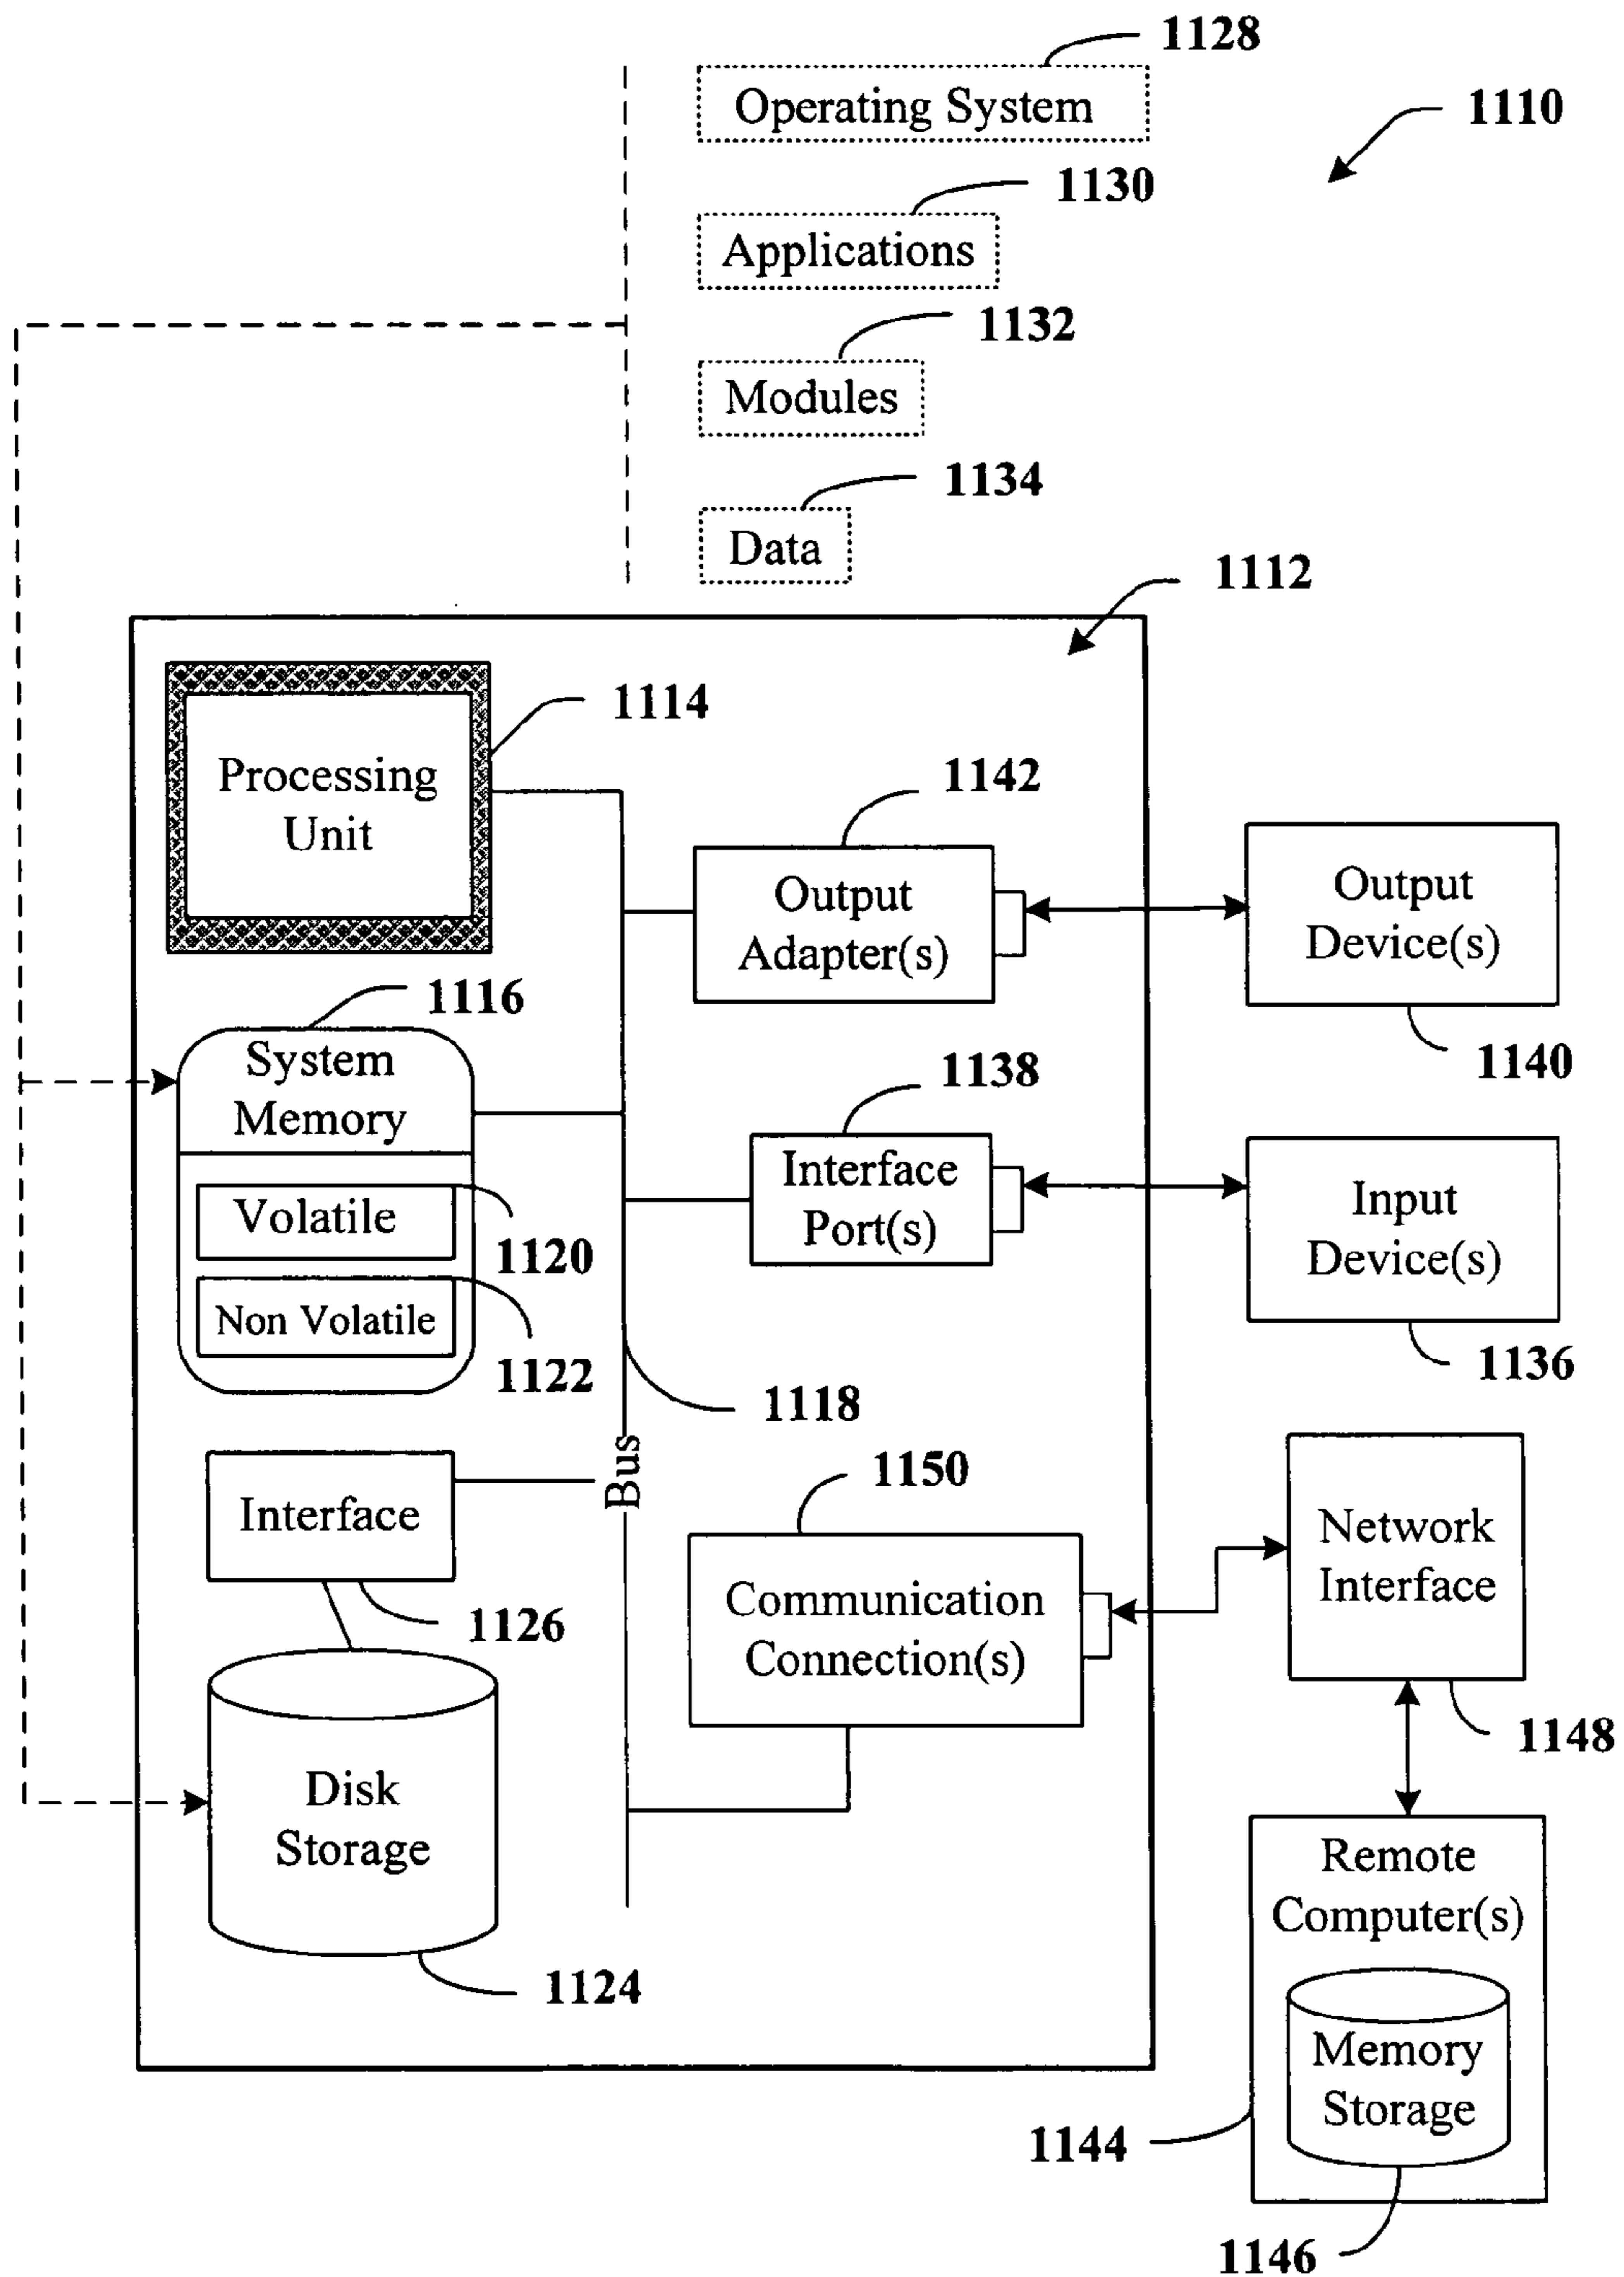 1128
Operating System
1110
1130
Applications
1132
Modules
1134
Data
1112
1114
Processing
Unit
1142
Output
Adapter(s)
Output
Device(s)
1140
1116
System
Memory
1138
Interface
Port(s)
Input
Device(s)
1136
Volatile
1120
Non Volatile
1122
1118
Bus
Interface
1126
1150
Communication
Connection(s)
Network
Interface
1148
Disk
Storage
1124
Remote
Computer(s)
Memory
Storage
1144
1146